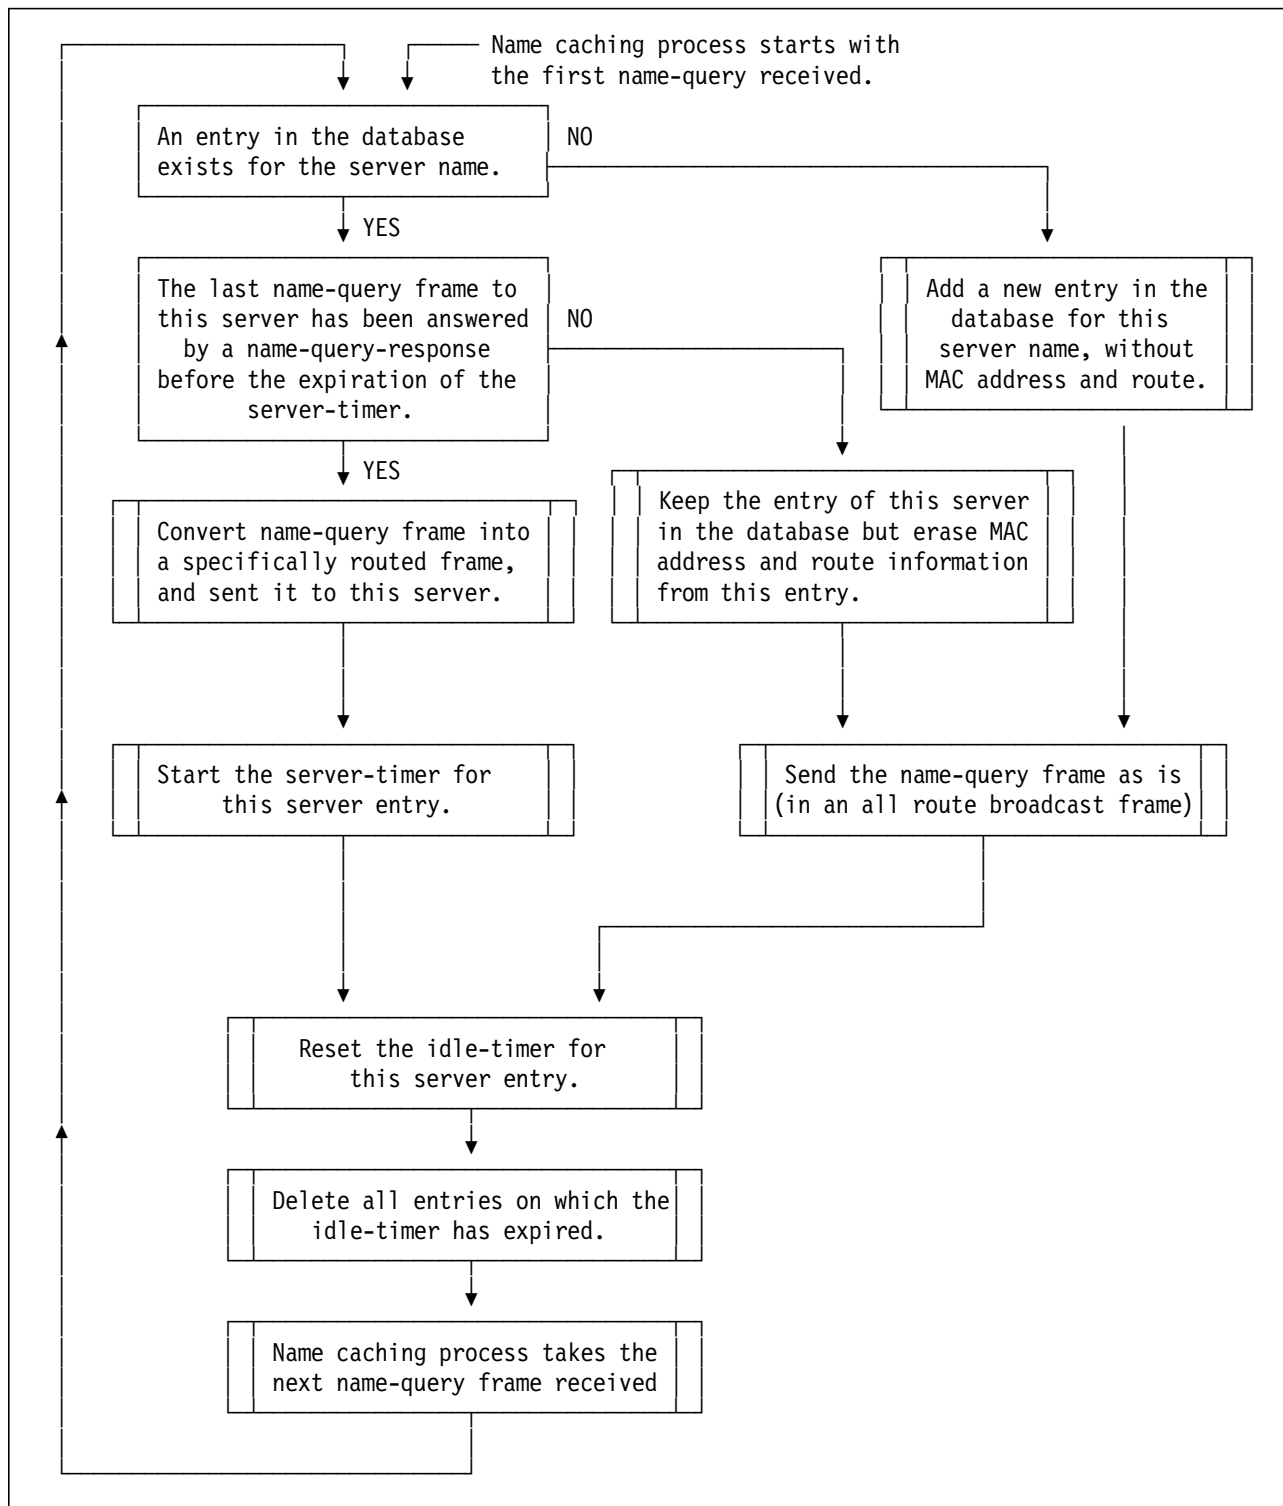 Name caching process starts with
the first name-query received.
An entry in the database
exists for the server name.
NO
YES
The last name-query frame to
this server has been answered
by a name-query-response
before the expiration of the
server-timer.
NO
Add a new entry in the
database for this
server name, without
MAC address and route.
YES
Convert name-query frame into
a specifically routed frame,
and sent it to this server.
Keep the entry of this server
in the database but erase MAC
address and route information
from this entry.
Start the server-timer for
this server entry.
Send the name-query frame as is
(in an all route broadcast frame)
Reset the idle-timer for
this server entry.
Delete all entries on which the
idle-timer has expired.
Name caching process takes the
next name-query frame received